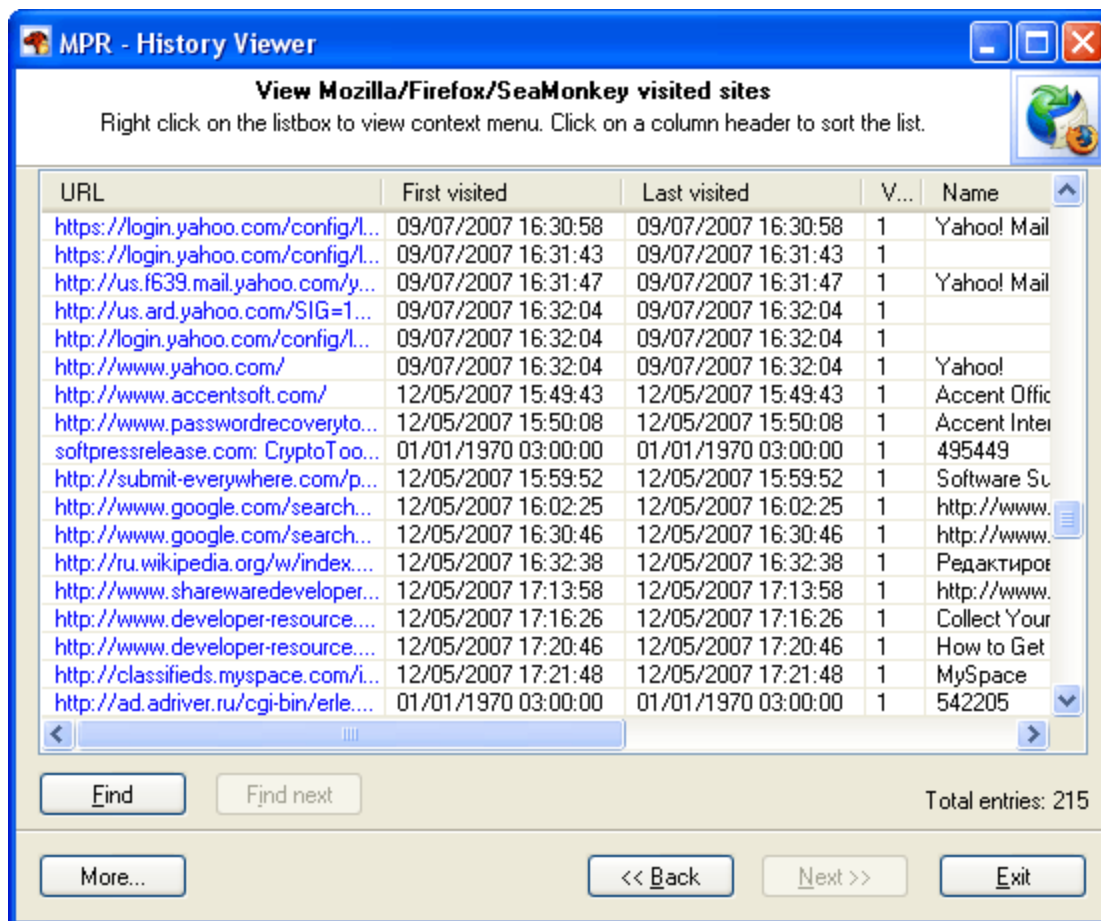 MPR - History Viewer
View Mozilla/Firefox/SeaMonkey visited sites
Right click on the listbox to view context menu. Click on a column header to sort the list.
URL First visited Last visited V... Name
https://login.yahoo.com/config/l... 09/07/2007 16:30:58 09/07/2007 16:30:58 1 Yahoo! Mail
https://login.yahoo.com/config/l... 09/07/2007 16:31:43 09/07/2007 16:31:43 1
http://us.f639.mail.yahoo.com/y... 09/07/2007 16:31:47 09/07/2007 16:31:47 1 Yahoo! Mail
http://us.ard.yahoo.com/SIG=1... 09/07/2007 16:32:04 09/07/2007 16:32:04 1
http://login.yahoo.com/config/l... 09/07/2007 16:32:04 09/07/2007 16:32:04 1
http://www.yahoo.com/ 09/07/2007 16:32:04 09/07/2007 16:32:04 1 Yahoo!
http://www.accentsoft.com/ 12/05/2007 15:49:43 12/05/2007 15:49:43 1 Accent Offic
http://www.passwordrecoveryto... 12/05/2007 15:50:08 12/05/2007 15:50:08 1 Accent Inter
softpressrelease.com: CryptoToo... 01/01/1970 03:00:00 01/01/1970 03:00:00 1 495449
http://submit-everywhere.com/p... 12/05/2007 15:59:52 12/05/2007 15:59:52 1 Software Su
http://www.google.com/search... 12/05/2007 16:02:25 12/05/2007 16:02:25 1 http://www.
http://www.google.com/search... 12/05/2007 16:30:46 12/05/2007 16:30:46 1 http://www.
http://ru.wikipedia.org/w/index.... 12/05/2007 16:32:38 12/05/2007 16:32:38 1 Редактиров
http://www.sharewaredeveloper... 12/05/2007 17:13:58 12/05/2007 17:13:58 1 http://www.
http://www.developer-resource.... 12/05/2007 17:16:26 12/05/2007 17:16:26 1 Collect Your
http://www.developer-resource.... 12/05/2007 17:20:46 12/05/2007 17:20:46 1 How to Get
http://classifieds.myspace.com/i... 12/05/2007 17:21:48 12/05/2007 17:21:48 1 MySpace
http://ad.adriver.ru/cgi-bin/erle.... 01/01/1970 03:00:00 01/01/1970 03:00:00 1 542205
Find Find next Total entries: 215
More... << Back Next >> Exit